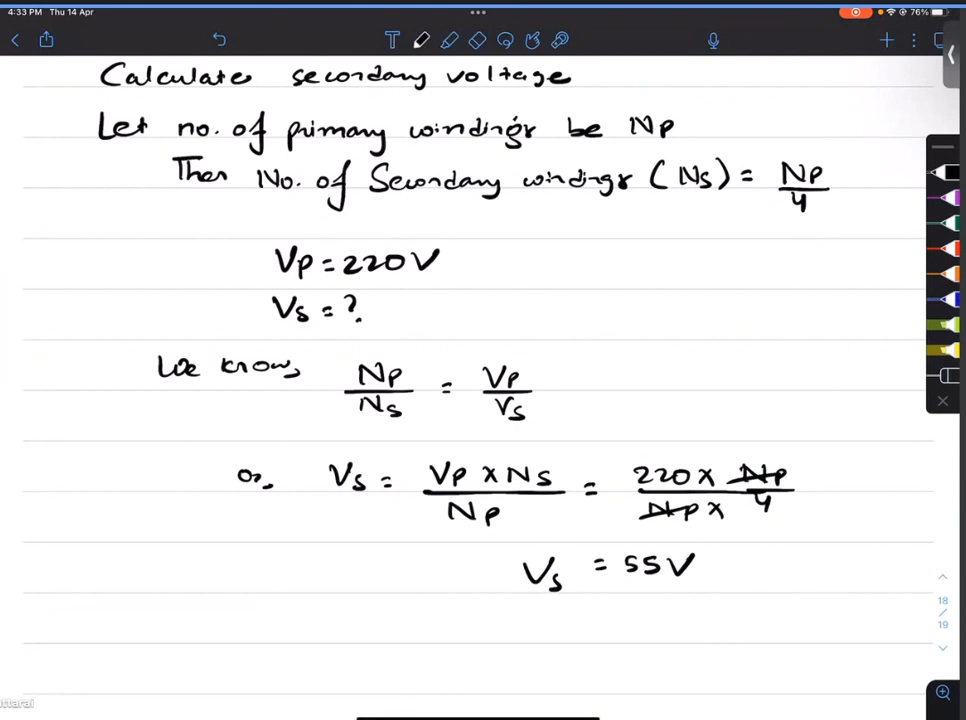 4:33 PM Thu 14 Apr 76%
Calculate secondary voltage
Let no. of primary windings be Np
Then No. of Secondary windings (Ns) = Np/4
Vp = 220V
Vs = ?
We know, Np/Ns = Vp/Vs
or, Vs = Vp x Ns / Np = 220 x Np / Np x 4
Vs = 55V
18
/
19
uttarai